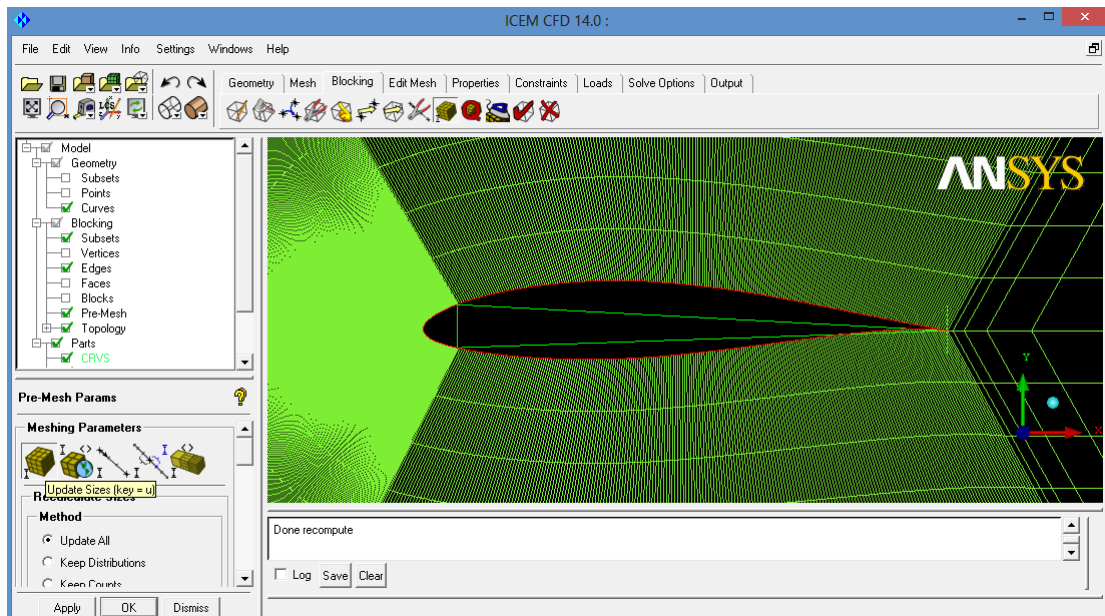 ICEM CFD 14.0 :
File Edit View Info Settings Windows Help
Geometry Mesh Blocking Edit Mesh Properties Constraints Loads Solve Options Output
LCS
Model
Geometry
Subsets
Points
Curves
Blocking
Subsets
Vertices
Edges
Faces
Blocks
Pre-Mesh
Topology
Parts
CRVS
ANSYS
Y
X
Pre-Mesh Params
Meshing Parameters
Update Sizes (key = u)
Recalculate Sizes
Method
Update All
Keep Distributions
Keep Counts
Apply OK Dismiss
Done recompute
Log Save Clear